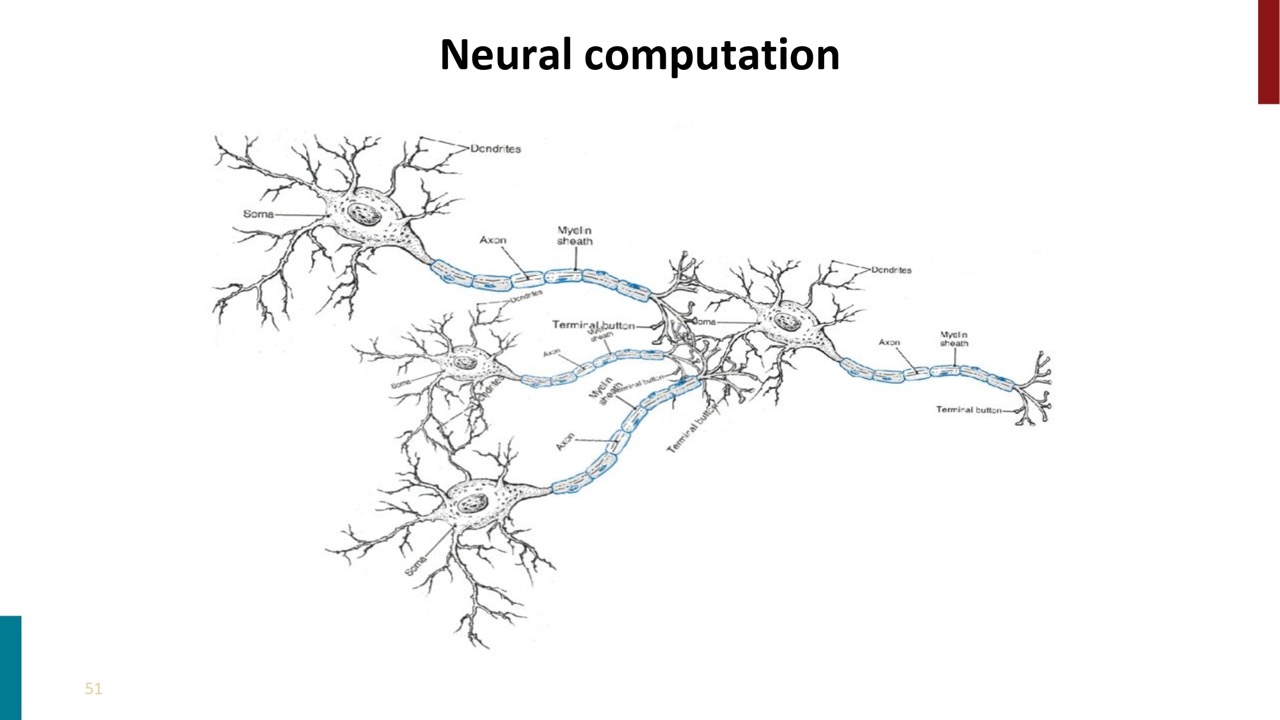 Neural computation
Dendrites
Soma
Axon
Myelin
sheath
Terminal button
Dendrites
Soma
Axon
Myelin
sheath
Terminal button
Dendrites
Soma
Axon
Myelin
sheath
Terminal button
Dendrites
Soma
Axon
Myelin
sheath
Terminal button
51